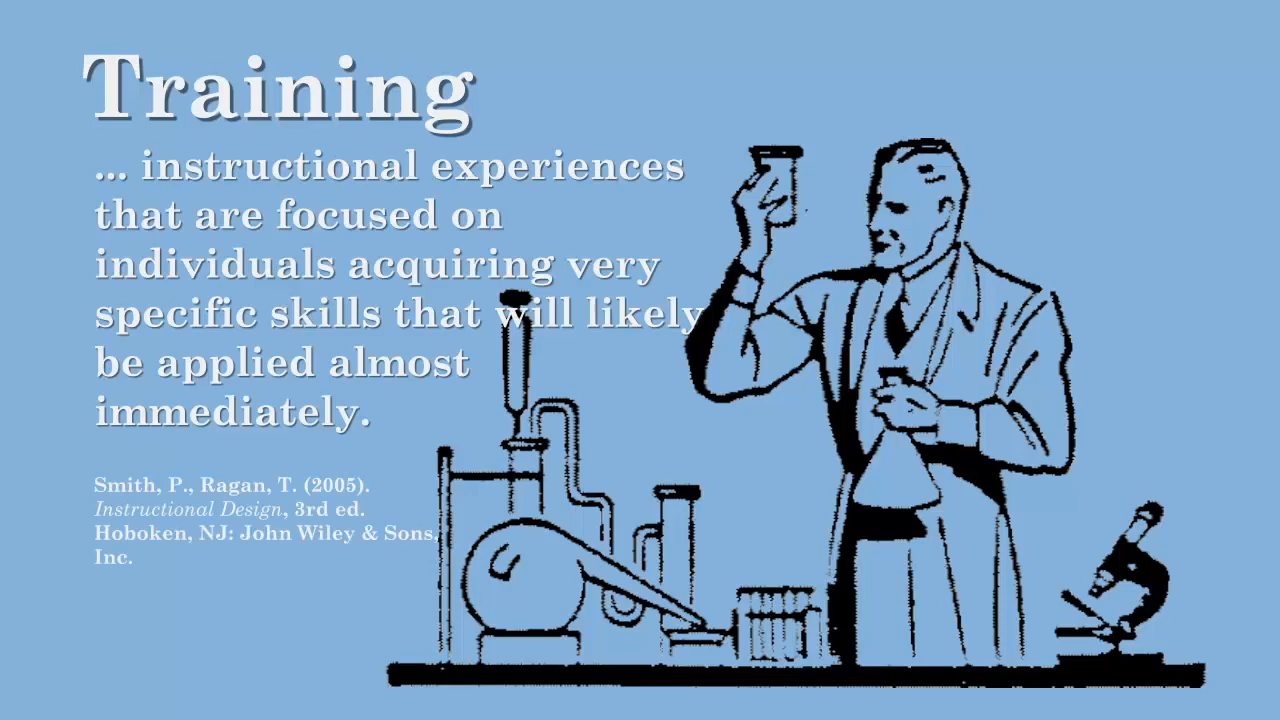 Training
... instructional experiences
that are focused on
individuals acquiring very
specific skills that will likely
be applied almost
immediately.
Smith, P., Ragan, T. (2005).
Instructional Design, 3rd ed.
Hoboken, NJ: John Wiley & Sons,
Inc.